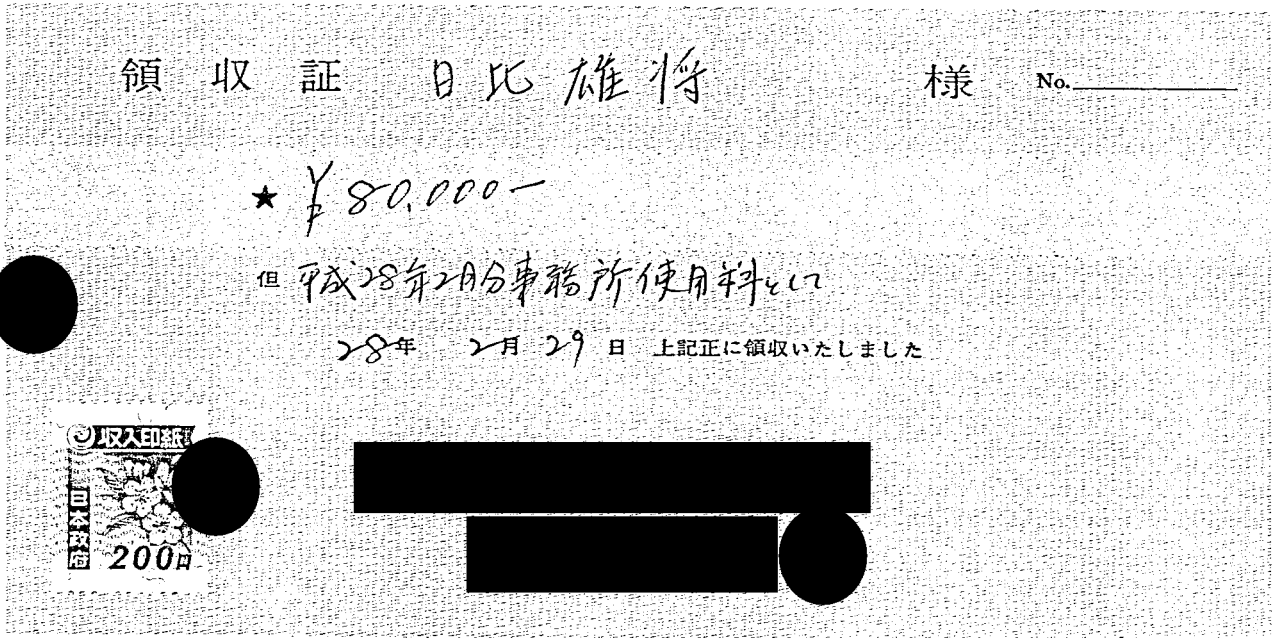 領収証 日比雄将 様 No.
★ ¥80,000-
但 平成28年2月分事務所使用料として
28年 2月 29日 上記正に領収いたしました
収入印紙
日本政府
200円